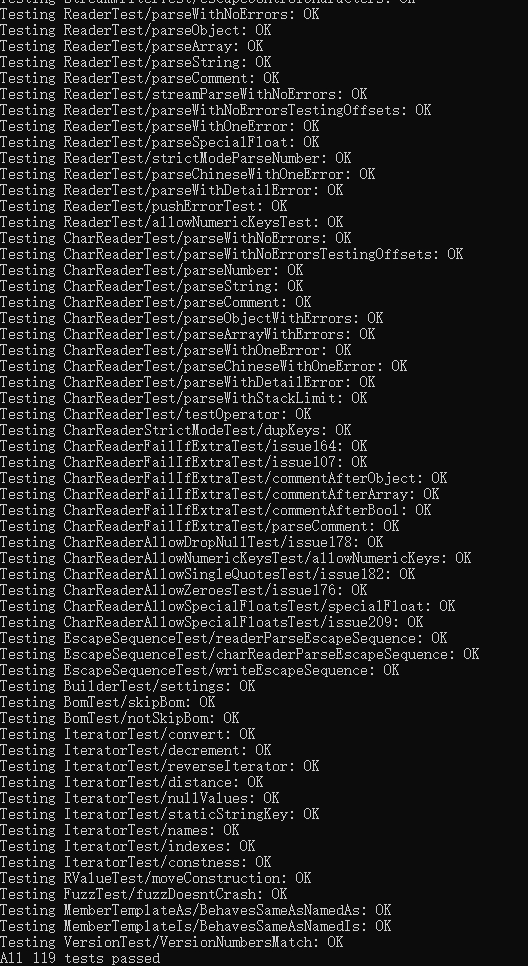 Testing StreamWriterTest/escapeControlCharacters: OK
Testing ReaderTest/parseWithNoErrors: OK
Testing ReaderTest/parseObject: OK
Testing ReaderTest/parseArray: OK
Testing ReaderTest/parseString: OK
Testing ReaderTest/parseComment: OK
Testing ReaderTest/streamParseWithNoErrors: OK
Testing ReaderTest/parseWithNoErrorsTestingOffsets: OK
Testing ReaderTest/parseWithOneError: OK
Testing ReaderTest/parseSpecialFloat: OK
Testing ReaderTest/strictModeParseNumber: OK
Testing ReaderTest/parseChineseWithOneError: OK
Testing ReaderTest/parseWithDetailError: OK
Testing ReaderTest/pushErrorTest: OK
Testing ReaderTest/allowNumericKeysTest: OK
Testing CharReaderTest/parseWithNoErrors: OK
Testing CharReaderTest/parseWithNoErrorsTestingOffsets: OK
Testing CharReaderTest/parseNumber: OK
Testing CharReaderTest/parseString: OK
Testing CharReaderTest/parseComment: OK
Testing CharReaderTest/parseObjectWithErrors: OK
Testing CharReaderTest/parseArrayWithErrors: OK
Testing CharReaderTest/parseWithOneError: OK
Testing CharReaderTest/parseChineseWithOneError: OK
Testing CharReaderTest/parseWithDetailError: OK
Testing CharReaderTest/parseWithStackLimit: OK
Testing CharReaderTest/testOperator: OK
Testing CharReaderStrictModeTest/dupKeys: OK
Testing CharReaderFailIfExtraTest/issue164: OK
Testing CharReaderFailIfExtraTest/issue107: OK
Testing CharReaderFailIfExtraTest/commentAfterObject: OK
Testing CharReaderFailIfExtraTest/commentAfterArray: OK
Testing CharReaderFailIfExtraTest/commentAfterBool: OK
Testing CharReaderFailIfExtraTest/parseComment: OK
Testing CharReaderAllowDropNullTest/issue178: OK
Testing CharReaderAllowNumericKeysTest/allowNumericKeys: OK
Testing CharReaderAllowSingleQuotesTest/issue182: OK
Testing CharReaderAllowZeroesTest/issue176: OK
Testing CharReaderAllowSpecialFloatsTest/specialFloat: OK
Testing CharReaderAllowSpecialFloatsTest/issue209: OK
Testing EscapeSequenceTest/readerParseEscapeSequence: OK
Testing EscapeSequenceTest/charReaderParseEscapeSequence: OK
Testing EscapeSequenceTest/writeEscapeSequence: OK
Testing BuilderTest/settings: OK
Testing BomTest/skipBom: OK
Testing BomTest/notSkipBom: OK
Testing IteratorTest/convert: OK
Testing IteratorTest/decrement: OK
Testing IteratorTest/reverseIterator: OK
Testing IteratorTest/distance: OK
Testing IteratorTest/nullValues: OK
Testing IteratorTest/staticStringKey: OK
Testing IteratorTest/names: OK
Testing IteratorTest/indexes: OK
Testing IteratorTest/constness: OK
Testing RValueTest/moveConstruction: OK
Testing FuzzTest/fuzzDoesntCrash: OK
Testing MemberTemplateAs/BehavesSameAsNamedAs: OK
Testing MemberTemplateIs/BehavesSameAsNamedIs: OK
Testing VersionTest/VersionNumbersMatch: OK
All 119 tests passed